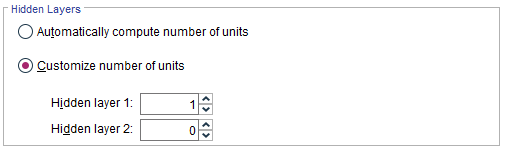 Hidden Layers
Automatically compute number of units
Customize number of units
Hidden layer 1: 1
Hidden layer 2: 0